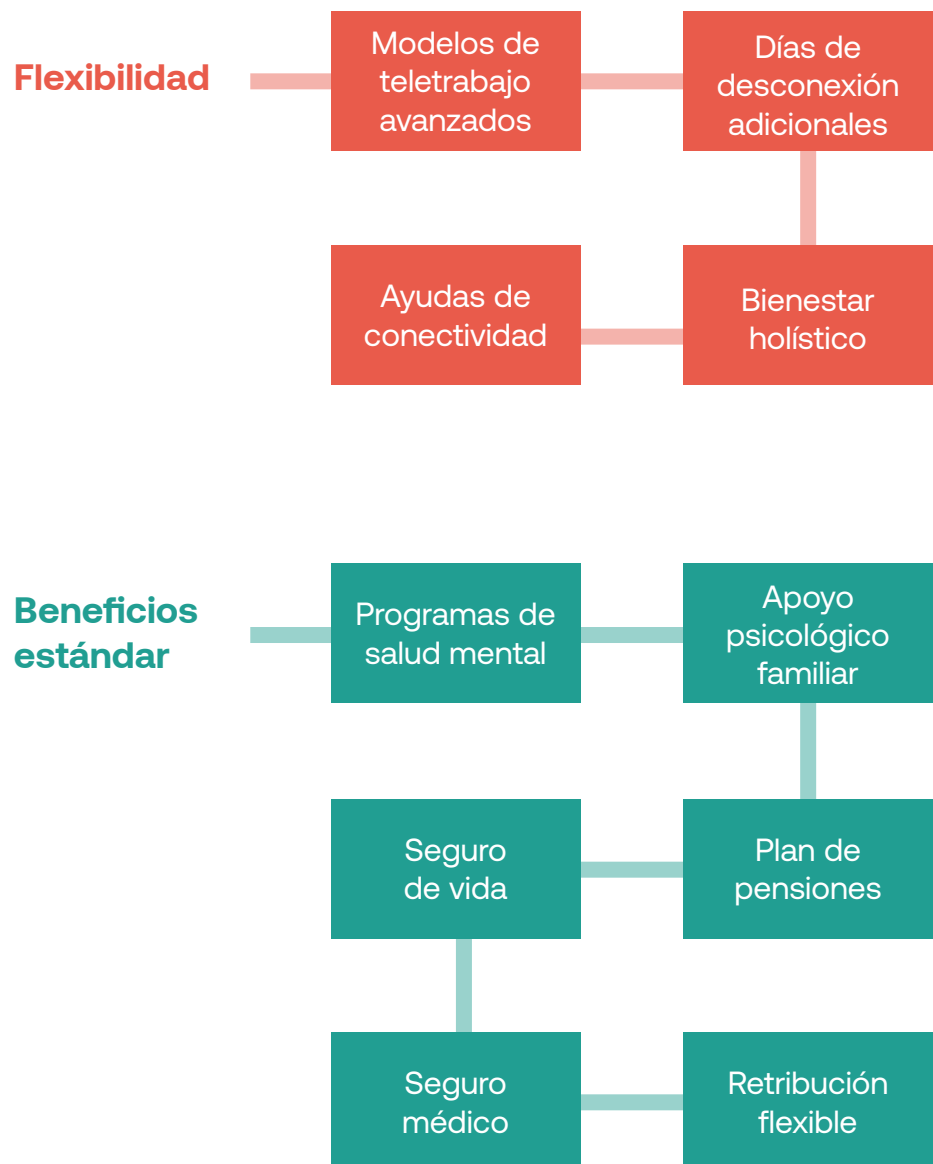 Flexibilidad
Modelos de
teletrabajo
avanzados
Días de
desconexión
adicionales
Ayudas de
conectividad
Bienestar
holístico
Beneficios
estándar
Programas de
salud mental
Apoyo
psicológico
familiar
Seguro
de vida
Plan de
pensiones
Seguro
médico
Retribución
flexible